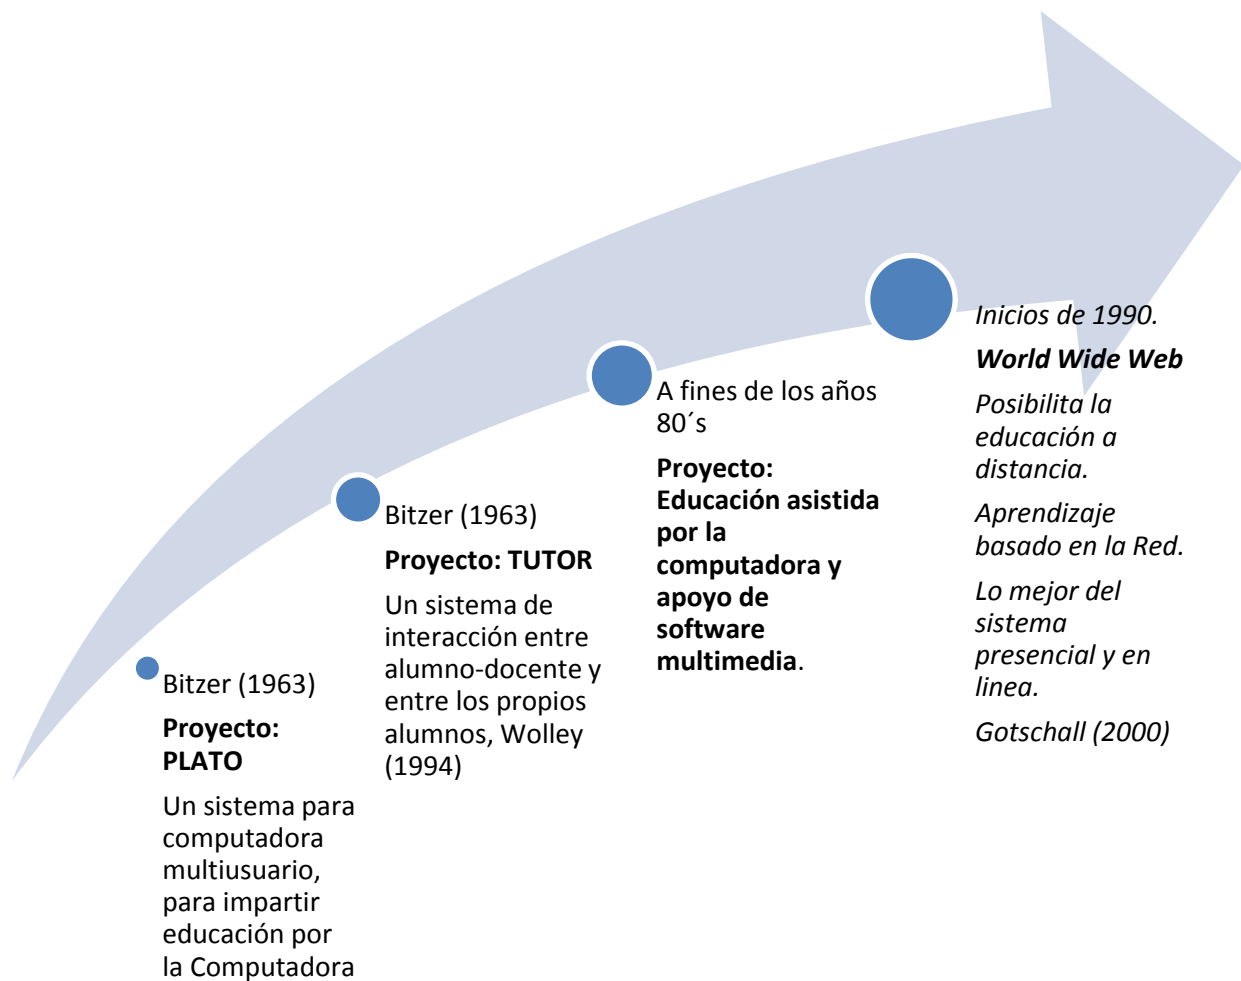 Bitzer (1963)
Proyecto:
PLATO
Un sistema para
computadora
multiusuario,
para impartir
educación por
la Computadora
Bitzer (1963)
Proyecto: TUTOR
Un sistema de
interacción entre
alumno-docente y
entre los propios
alumnos, Wolley
(1994)
A fines de los años
80´s
Proyecto:
Educación asistida
por la
computadora y
apoyo de
software
multimedia.
Inicios de 1990.
World Wide Web
Posibilita la
educación a
distancia.
Aprendizaje
basado en la Red.
Lo mejor del
sistema
presencial y en
linea.
Gotschall (2000)